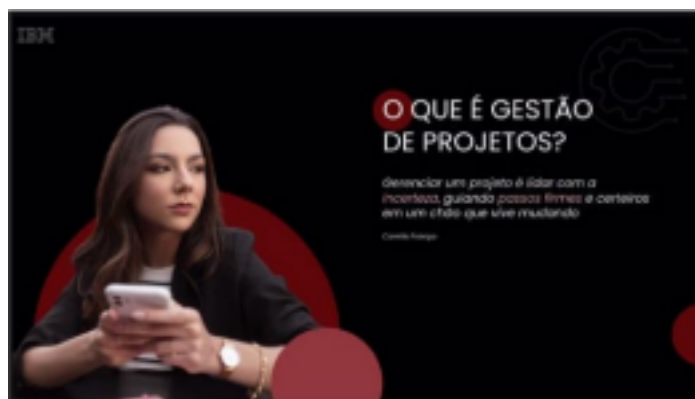 IBM
O QUE É GESTÃO
DE PROJETOS?
Gerenciar um projeto é lidar com a
incerteza, guiando passos firmes e certeiros
em um chão que vive mudando